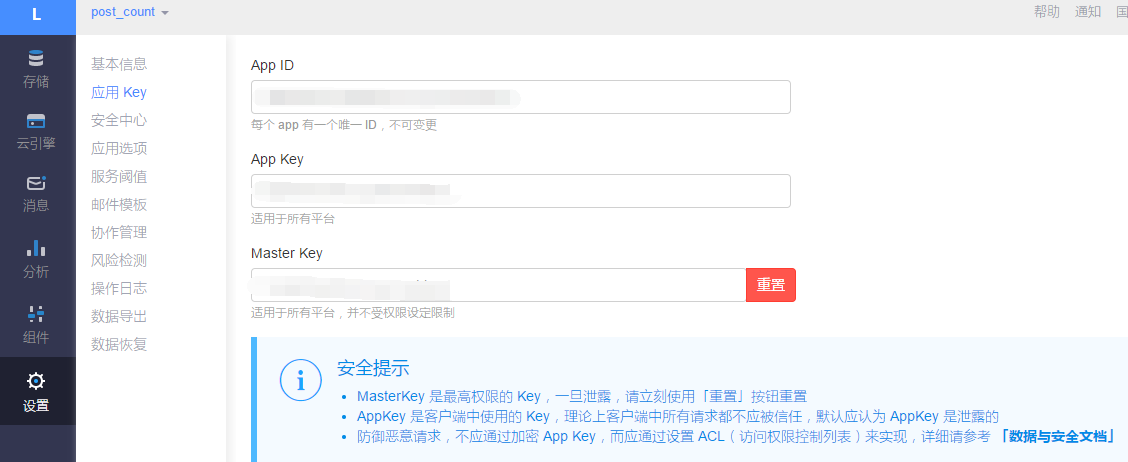 L
post_count
帮助 通知 国
存储
云引擎
消息
分析
组件
设置
基本信息
应用 Key
安全中心
应用选项
服务阈值
邮件模板
协作管理
风险检测
操作日志
数据导出
数据恢复
App ID
每个 app 有一个唯一 ID，不可变更
App Key
适用于所有平台
Master Key
重置
适用于所有平台，并不受权限设定限制
安全提示
MasterKey 是最高权限的 Key，一旦泄露，请立刻使用「重置」按钮重置
AppKey 是客户端中使用的 Key，理论上客户端中所有请求都不应被信任，默认应认为 AppKey 是泄露的
防御恶意请求，不应通过加密 App Key，而应通过设置 ACL（访问权限控制列表）来实现，详细请参考「数据与安全文档」